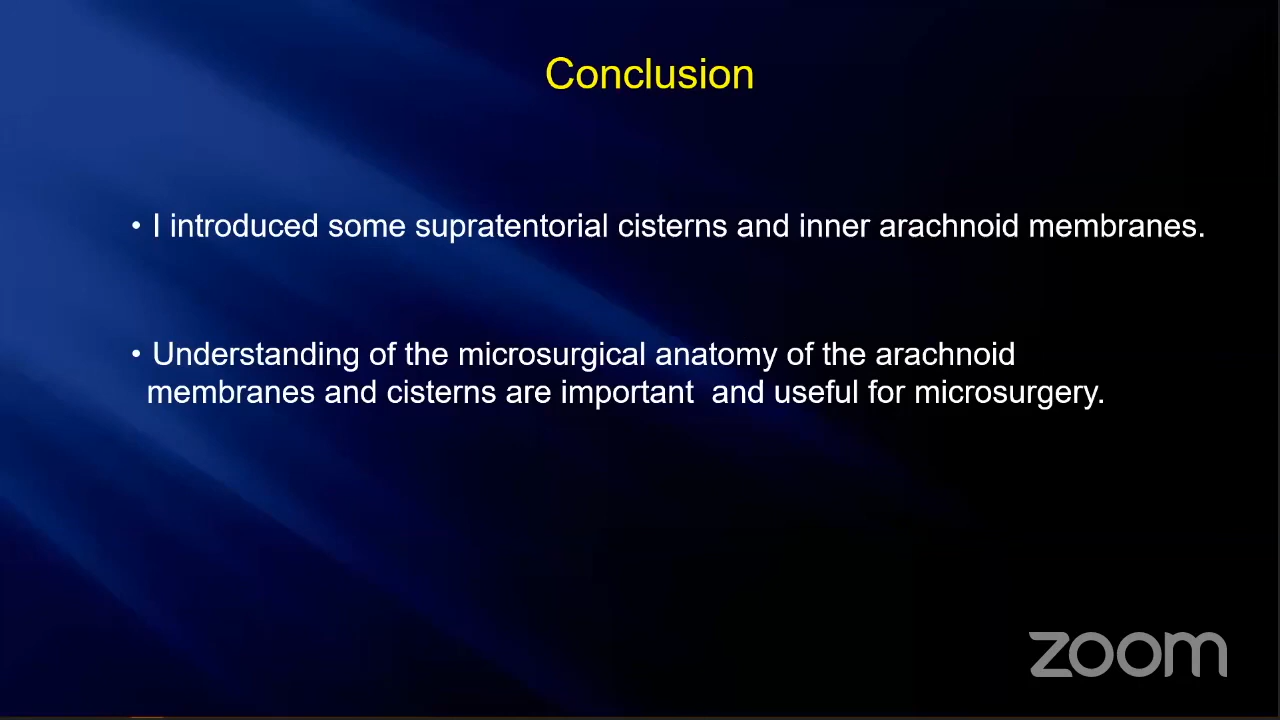 Conclusion
• I introduced some supratentorial cisterns and inner arachnoid membranes.
• Understanding of the microsurgical anatomy of the arachnoid
membranes and cisterns are important  and useful for microsurgery.
zoom